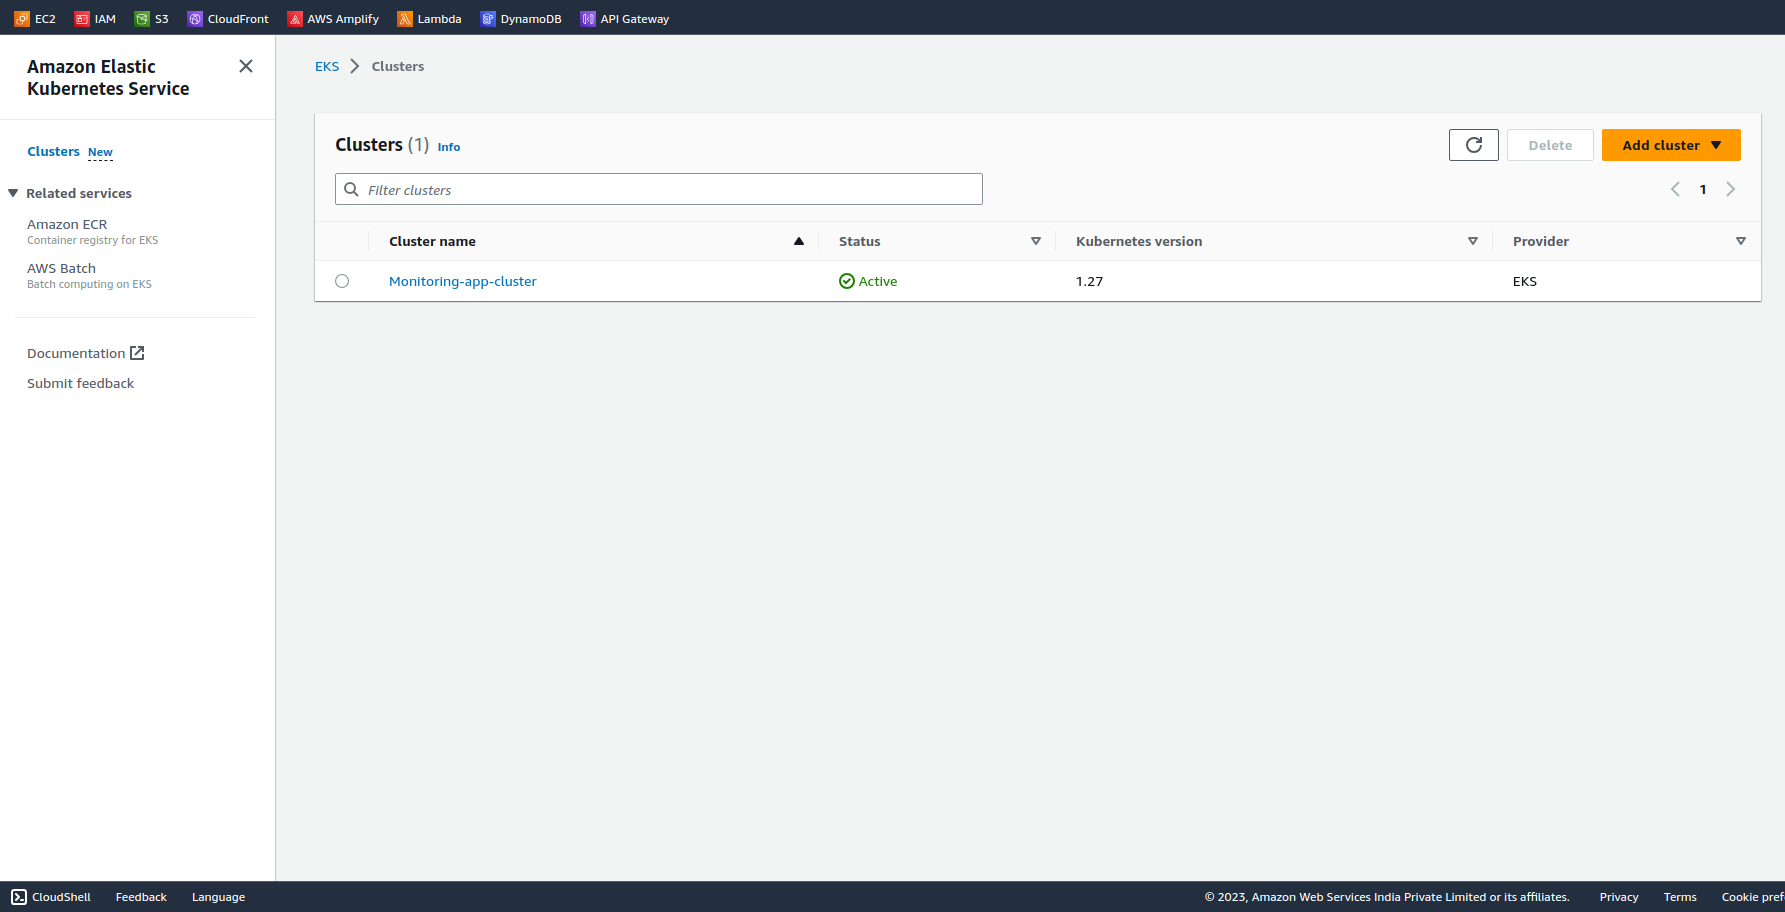 EC2 IAM S3 CloudFront AWS Amplify Lambda DynamoDB API Gateway
Amazon Elastic
Kubernetes Service
Clusters New
Related services
Amazon ECR
Container registry for EKS
AWS Batch
Batch computing on EKS
Documentation
Submit feedback
EKS Clusters
Clusters (1) Info
Delete Add cluster
Filter clusters
1
Cluster name Status Kubernetes version Provider
Monitoring-app-cluster Active 1.27 EKS
CloudShell Feedback Language © 2023, Amazon Web Services India Private Limited or its affiliates. Privacy Terms Cookie pref